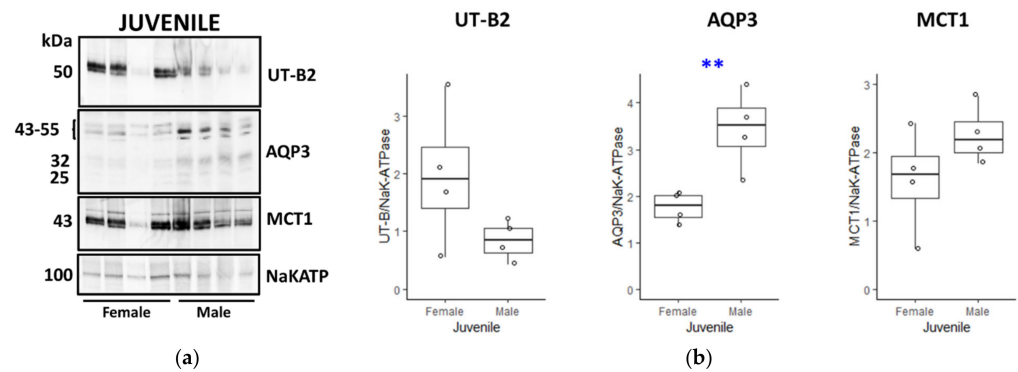 JUVENILE
kDa
50
UT-B2
43-55
AQP3
32
25
43
MCT1
100
NaKATP
Female
Male
(a)
UT-B2
UT-B/NaK-ATPase
3
2
1
0
Female
Male
Juvenile
AQP3
**
AQP3/NaK-ATPase
4
3
2
1
0
Female
Male
Juvenile
MCT1
MCT1/NaK-ATPase
3
2
1
0
Female
Male
Juvenile
(b)